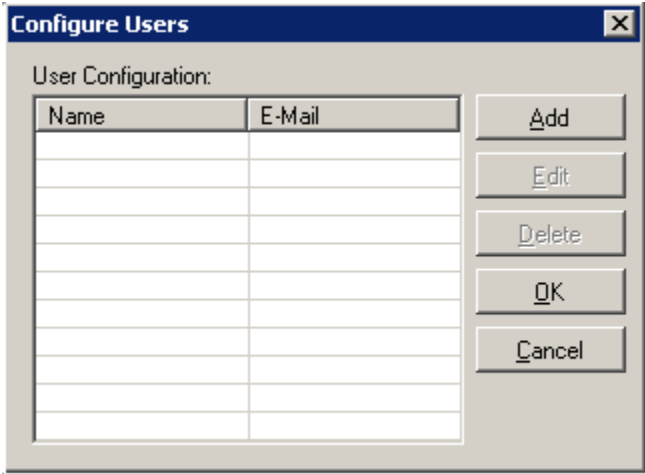 Configure Users
User Configuration:
Name E-Mail
Add
Edit
Delete
OK
Cancel